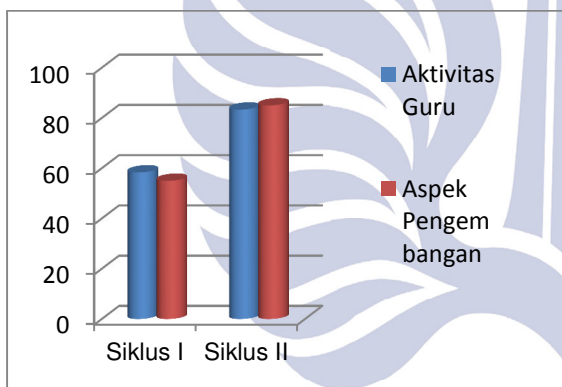 100
80
60
40
20
0
Siklus I
Siklus II
Aktivitas
Guru
Aspek
Pengem
bangan